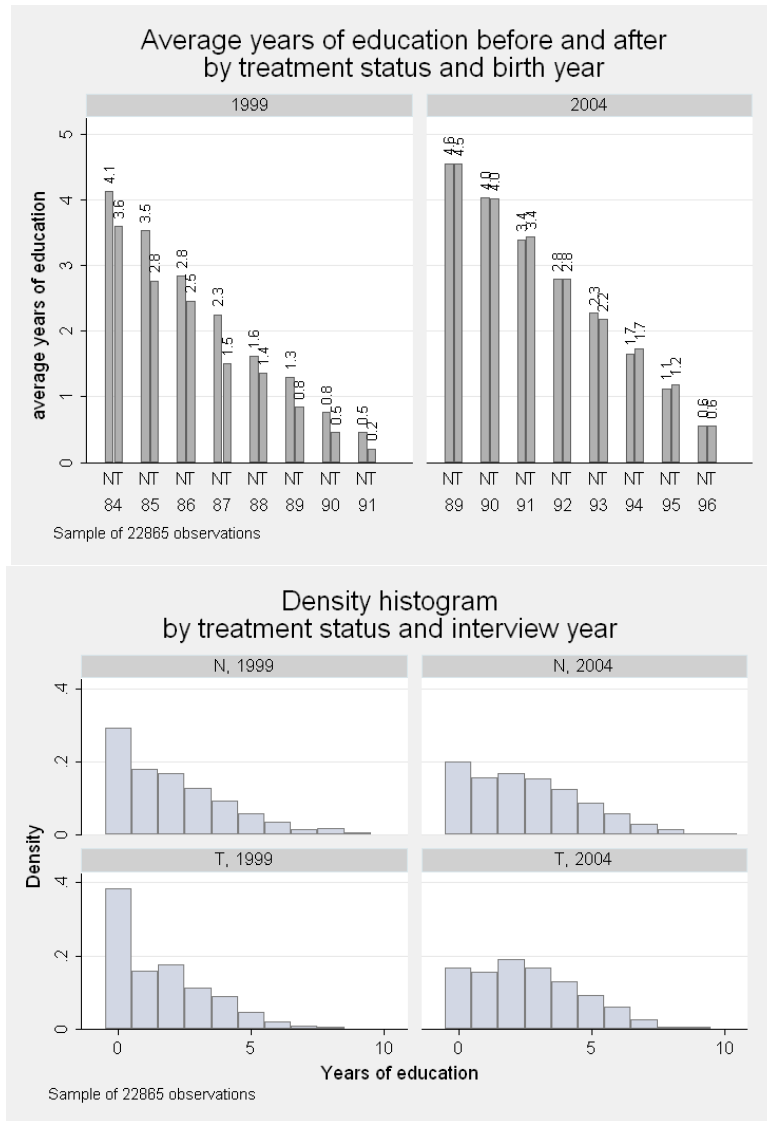 Average years of education before and after
by treatment status and birth year
1999 2004
average years of education
5
4
3
2
1
0
4.1 3.6 3.5 2.8 2.8 2.5 2.3 1.5 1.6 1.4 1.3 0.8 0.8 0.5 0.5 0.2
4.6 4.5 4.0 4.0 3.4 3.4 2.8 2.8 2.3 2.2 1.7 1.7 1.1 1.2 0.6 0.6
NT NT NT NT NT NT NT NT NT NT NT NT NT NT NT NT
84 85 86 87 88 89 90 91 89 90 91 92 93 94 95 96
Sample of 22865 observations
Density histogram
by treatment status and interview year
N, 1999 N, 2004
.4
.2
0
Density
T, 1999 T, 2004
.4
.2
0
0 5 10 0 5 10
Years of education
Sample of 22865 observations